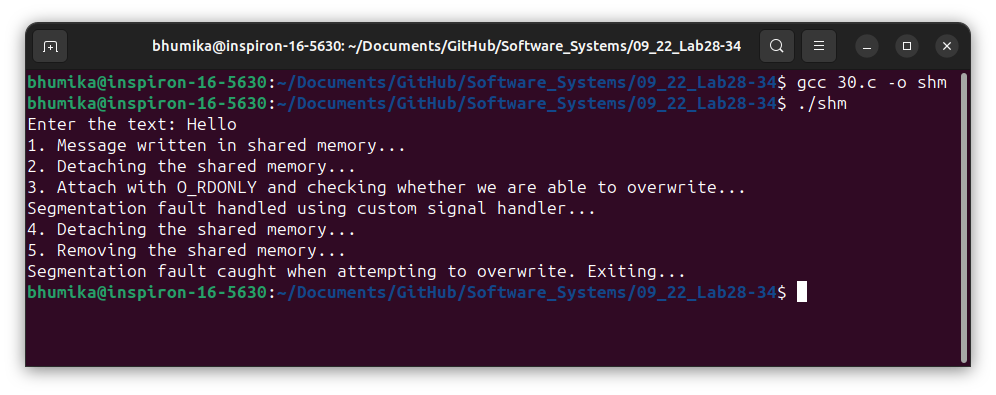 bhumika@inspiron-16-5630: ~/Documents/GitHub/Software_Systems/09_22_Lab28-34
bhumika@inspiron-16-5630:~/Documents/GitHub/Software_Systems/09_22_Lab28-34$ gcc 30.c -o shm
bhumika@inspiron-16-5630:~/Documents/GitHub/Software_Systems/09_22_Lab28-34$ ./shm
Enter the text: Hello
1. Message written in shared memory...
2. Detaching the shared memory...
3. Attach with O_RDONLY and checking whether we are able to overwrite...
Segmentation fault handled using custom signal handler...
4. Detaching the shared memory...
5. Removing the shared memory...
Segmentation fault caught when attempting to overwrite. Exiting...
bhumika@inspiron-16-5630:~/Documents/GitHub/Software_Systems/09_22_Lab28-34$